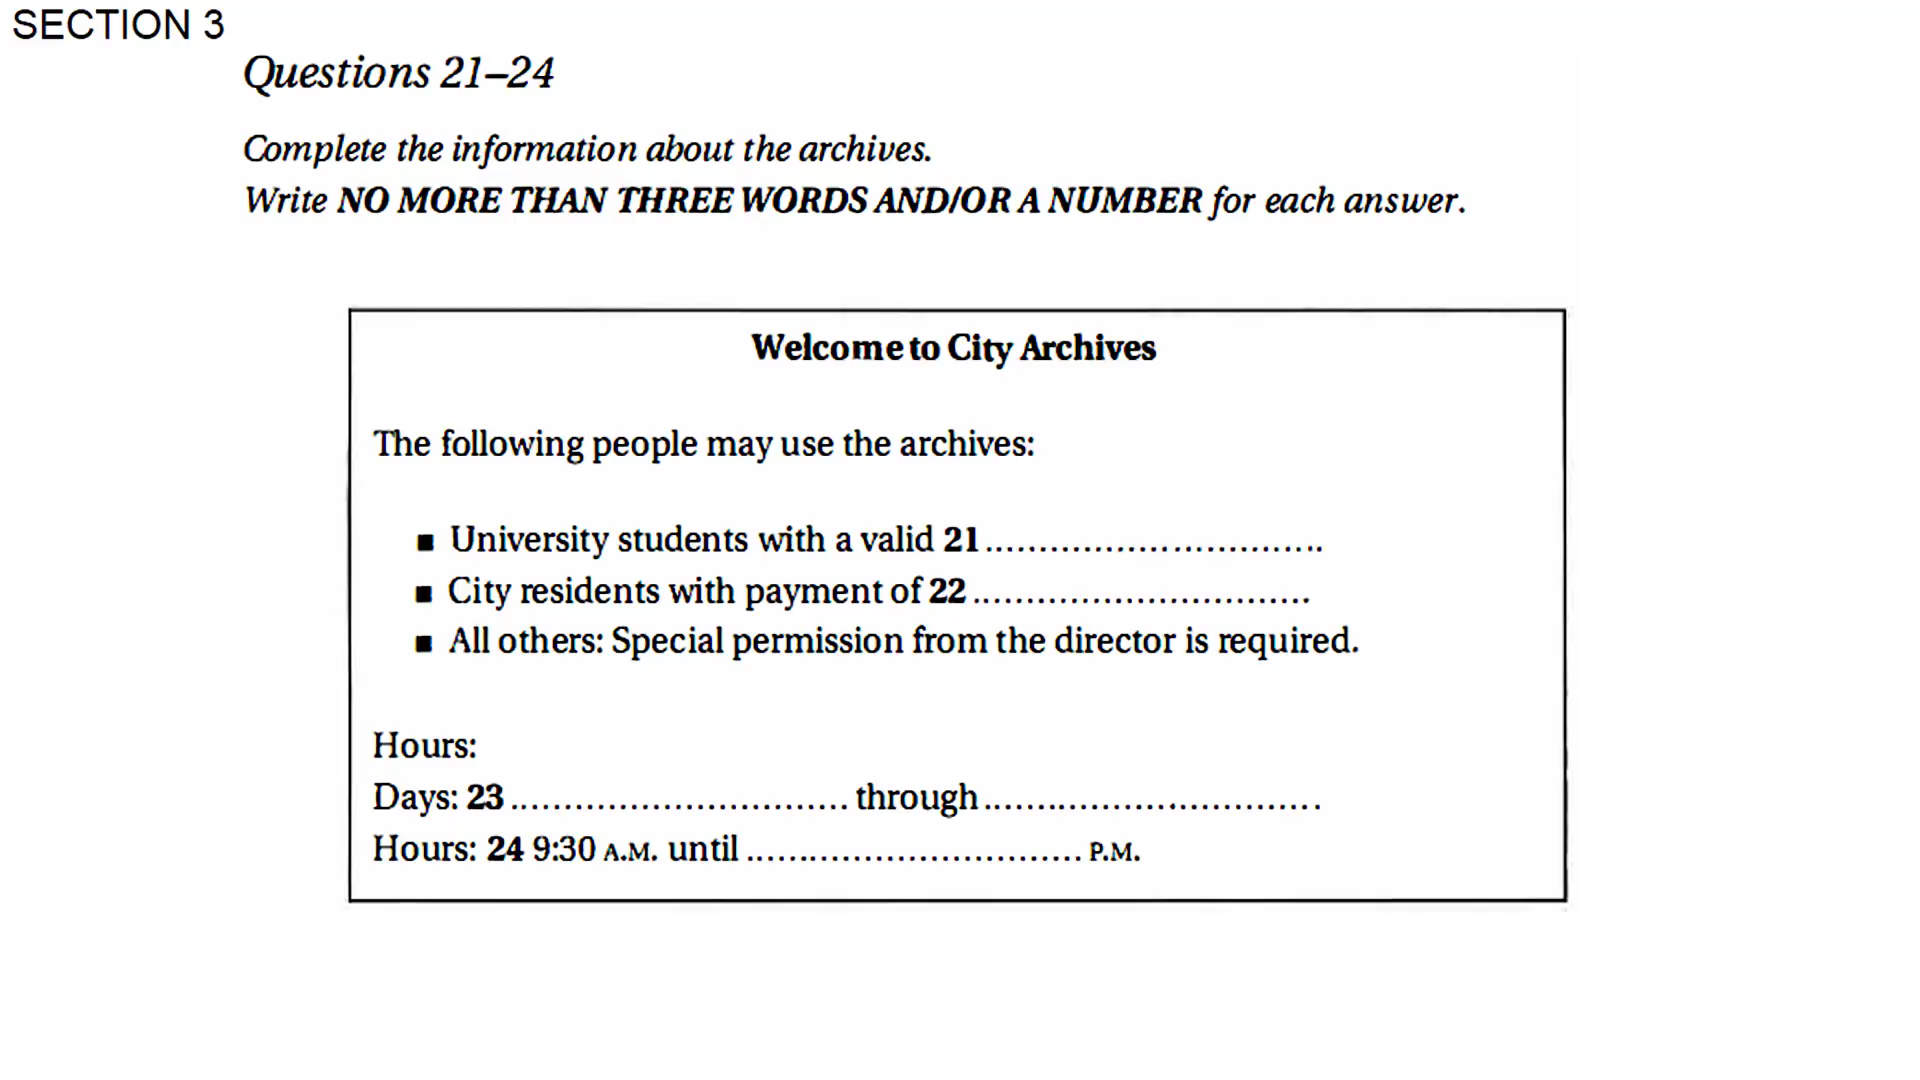 SECTION 3
Questions 21–24
Complete the information about the archives.
Write NO MORE THAN THREE WORDS AND/OR A NUMBER for each answer.
Welcome to City Archives
The following people may use the archives:
■ University students with a valid 21 ................................
■ City residents with payment of 22 ................................
■ All others: Special permission from the director is required.
Hours:
Days: 23 ................................ through ................................
Hours: 24 9:30 A.M. until ................................ P.M.